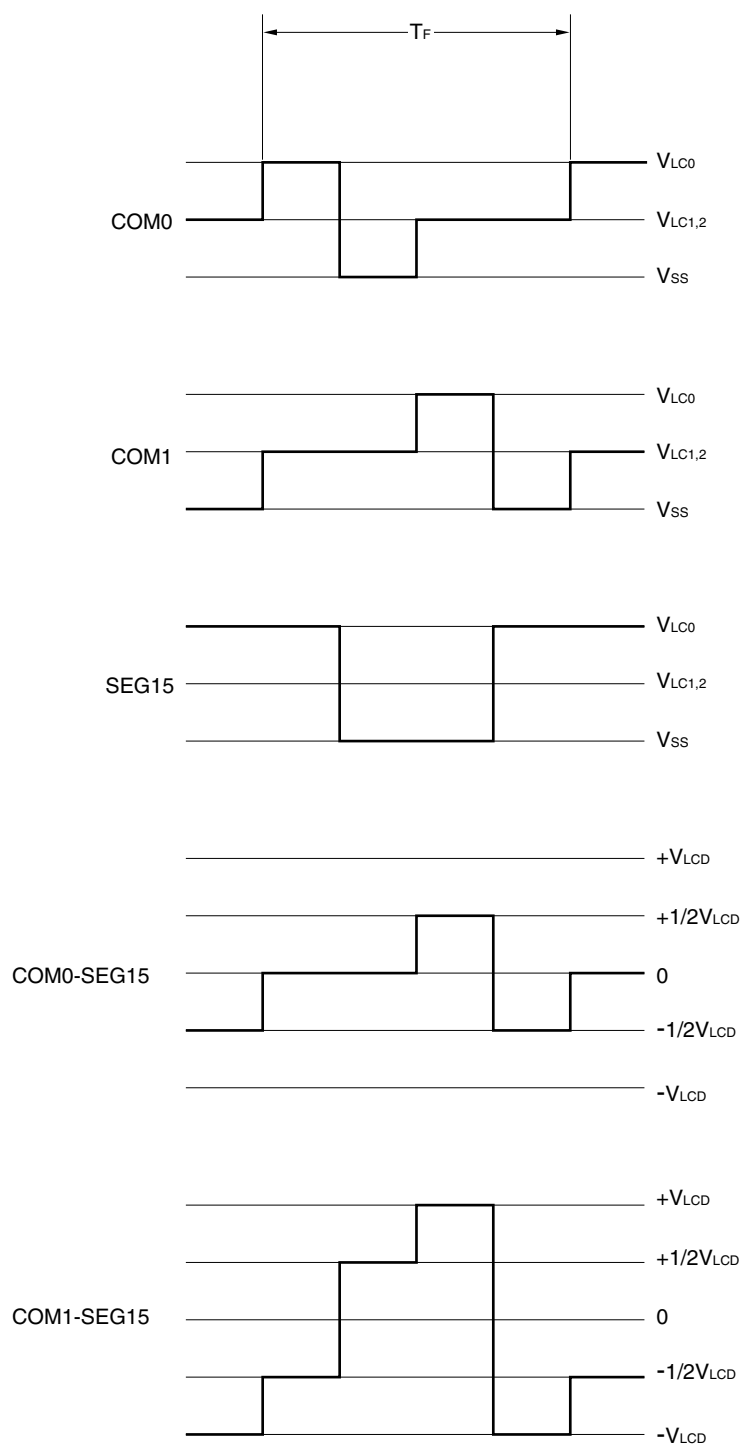 TF
VLC0
COM0
VLC1,2
VSS
VLC0
COM1
VLC1,2
VSS
VLC0
SEG15
VLC1,2
VSS
+VLCD
+1/2VLCD
COM0-SEG15
0
-1/2VLCD
-VLCD
+VLCD
+1/2VLCD
COM1-SEG15
0
-1/2VLCD
-VLCD